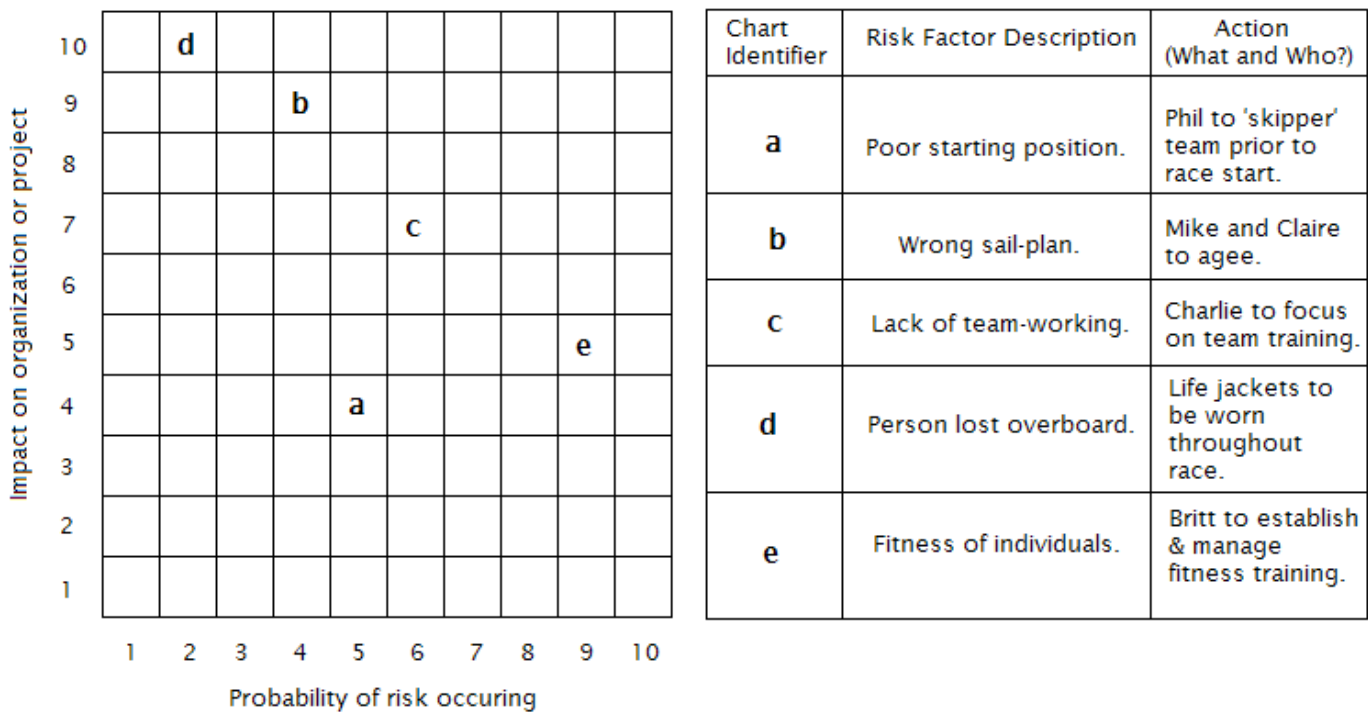 Impact on organization or project
10
d
9
b
8
7
c
6
5
e
4
a
3
2
1
1 2 3 4 5 6 7 8 9 10
Probability of risk occuring
Chart
Identifier
Risk Factor Description
Action
(What and Who?)
a
Poor starting position.
Phil to 'skipper'
team prior to
race start.
b
Wrong sail-plan.
Mike and Claire
to agee.
c
Lack of team-working.
Charlie to focus
on team training.
d
Person lost overboard.
Life jackets to
be worn
throughout
race.
e
Fitness of individuals.
Britt to establish
& manage
fitness training.